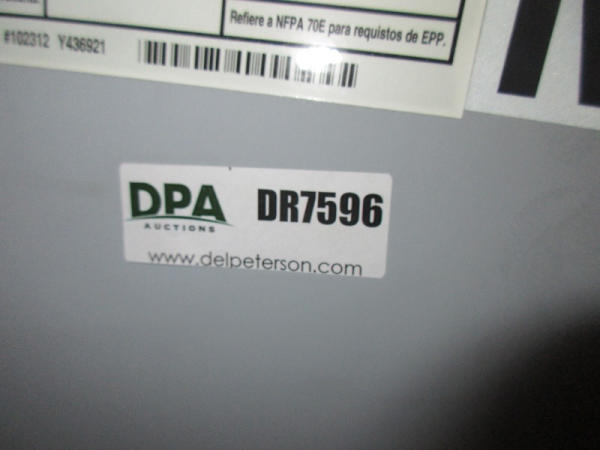 Refiere a NFPA 70E para requistos de EPP.
#102312 Y436921
DPA
AUCTIONS
DR7596
www.delpeterson.com